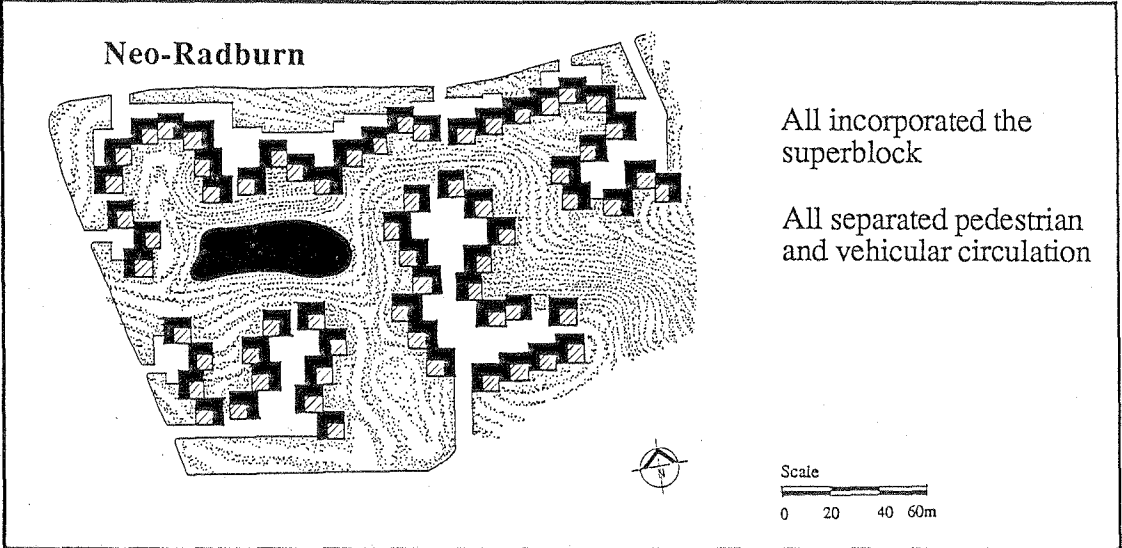 Neo-Radburn
All incorporated the
superblock
All separated pedestrian
and vehicular circulation
N
Scale
0 20 40 60m